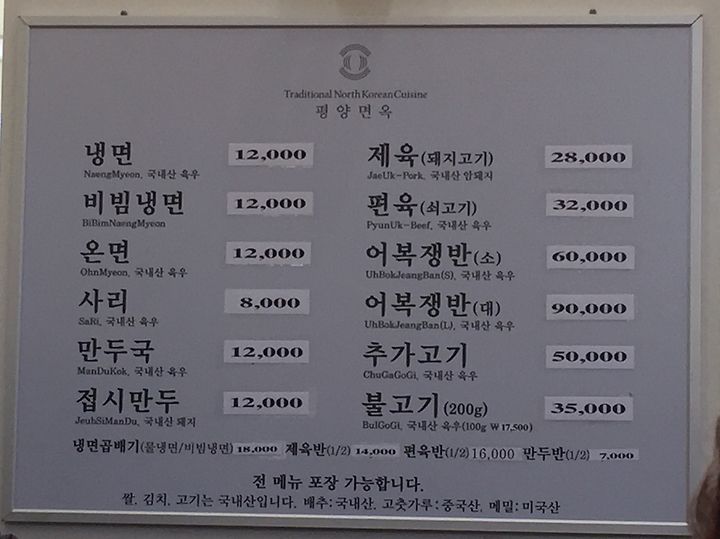 Traditional North Korean Cuisine
평양면옥
냉면 12,000
NaengMyeon, 국내산 육우
비빔냉면 12,000
BiBimNaengMyeon
온면 12,000
OhnMyeon, 국내산 육우
사리 8,000
SaRi, 국내산 육우
만두국 12,000
ManDuKok, 국내산 육우
접시만두 12,000
JeubSiManDu, 국내산 돼지
제육(돼지고기) 28,000
JaeUk-Pork, 국내산 암돼지
편육(쇠고기) 32,000
PyunUk-Beef, 국내산 육우
어복쟁반(소) 60,000
UhBokJeangBan(S), 국내산 육우
어복쟁반(대) 90,000
UhBokJeangBan(L), 국내산 육우
추가고기 50,000
ChuGaGoGi, 국내산 육우
불고기(200g) 35,000
BulGoGi, 국내산 육우(100g ₩17,500)
냉면곱배기(물냉면/비빔냉면) 18,000 제육반(1/2) 14,000 편육반(1/2) 16,000 만두반(1/2) 7,000
전 메뉴 포장 가능합니다.
쌀, 김치, 고기는 국내산입니다. 배추:국내산, 고춧가루:중국산, 메밀:미국산